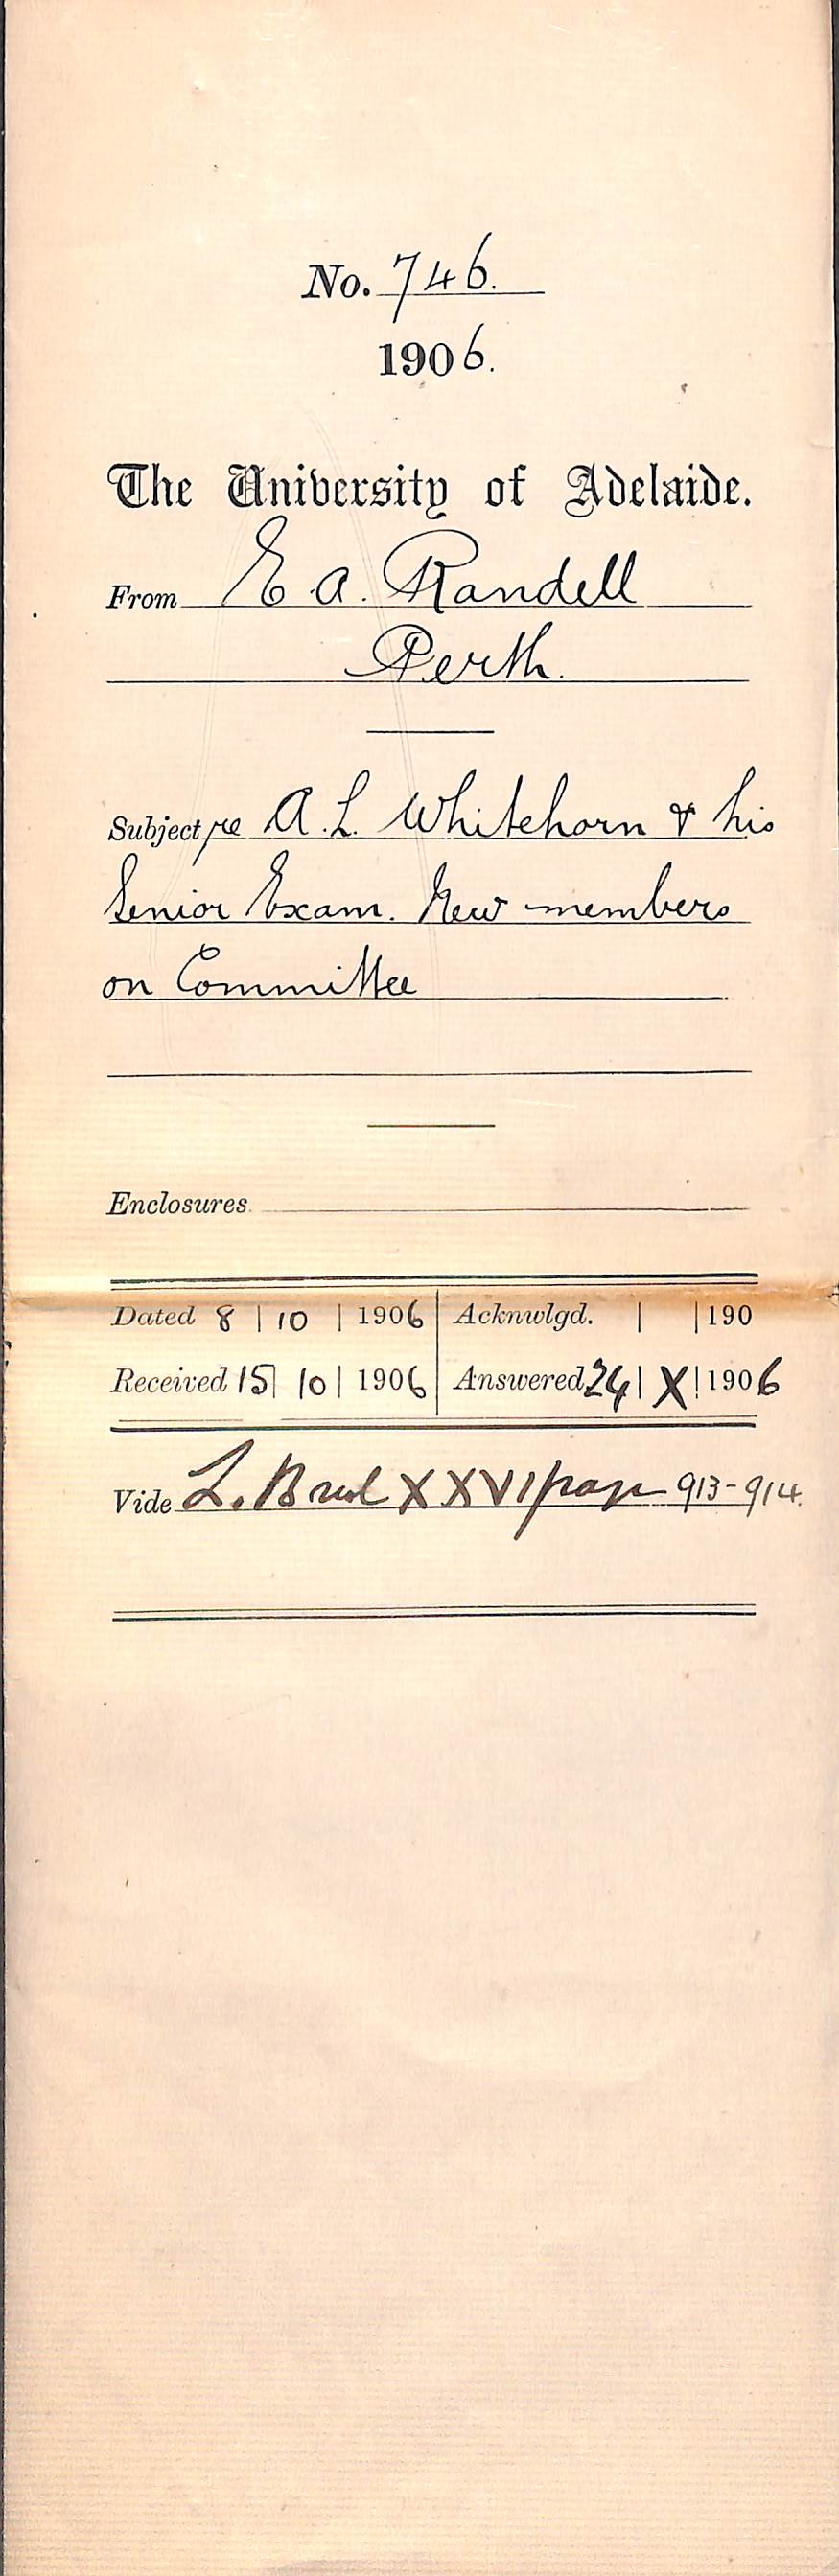 No. 746.
1906.
The University of Adelaide.
From E A. Randell
Perth.
Subject re A.L. Whitehorn & his
Senior Exam. New members
on Committee
Enclosures
Dated 8 | 10 | 1906 Acknwlgd. | | 190
Received 15 | 10 | 1906 Answered 24 | X | 1906
Vide L. Book XXVI page 913-914.